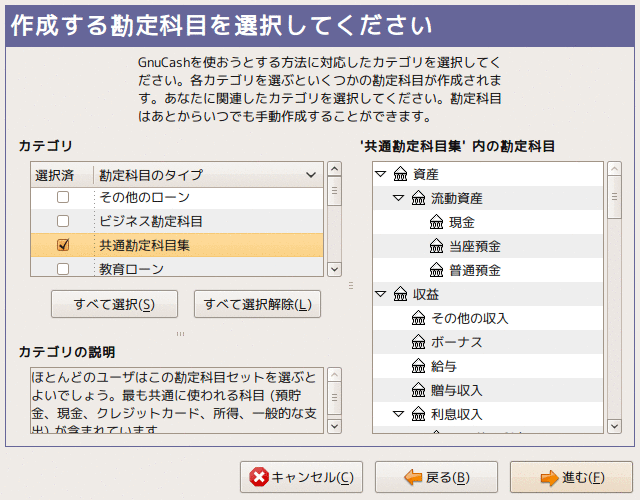 作成する勘定科目を選択してください
GnuCashを使おうとする方法に対応したカテゴリを選択してく
ださい。各カテゴリを選ぶといくつかの勘定科目が作成されま
す。あなたに関連したカテゴリを選択してください。勘定科目
はあとからいつでも手動作成することができます。
カテゴリ
選択済 勘定科目のタイプ
その他のローン
ビジネス勘定科目
共通勘定科目集
教育ローン
すべて選択(S) すべて選択解除(L)
カテゴリの説明
ほとんどのユーザはこの勘定科目セットを選ぶと
よいでしょう。最も共通に使われる科目 (預貯
金、現金、クレジットカード、所得、一般的な支
出) が含まれています
'共通勘定科目集' 内の勘定科目
資産
流動資産
現金
当座預金
普通預金
収益
その他の収入
ボーナス
給与
贈与収入
利息収入
キャンセル(C) 戻る(B) 進む(F)